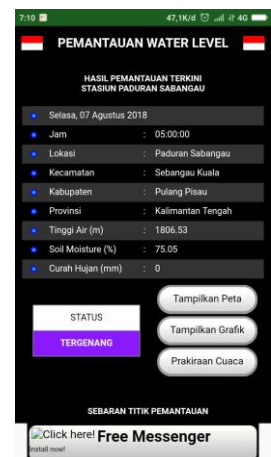 7:10 47,1K/d 4G
PEMANTAUAN WATER LEVEL
HASIL PEMANTAUAN TERKINI
STASIUN PADURAN SABANGAU
Selasa, 07 Agustus 2018
Jam : 05:00:00
Lokasi : Paduran Sabangau
Kecamatan : Sebangau Kuala
Kabupaten : Pulang Pisau
Provinsi : Kalimantan Tengah
Tinggi Air (m) : 1806.53
Soil Moisture (%) : 75.05
Curah Hujan (mm) : 0
STATUS
TERGENANG
Tampilkan Peta
Tampilkan Grafik
Prakiraan Cuaca
SEBARAN TITIK PEMANTAUAN
Click here! Free Messenger
Install now!